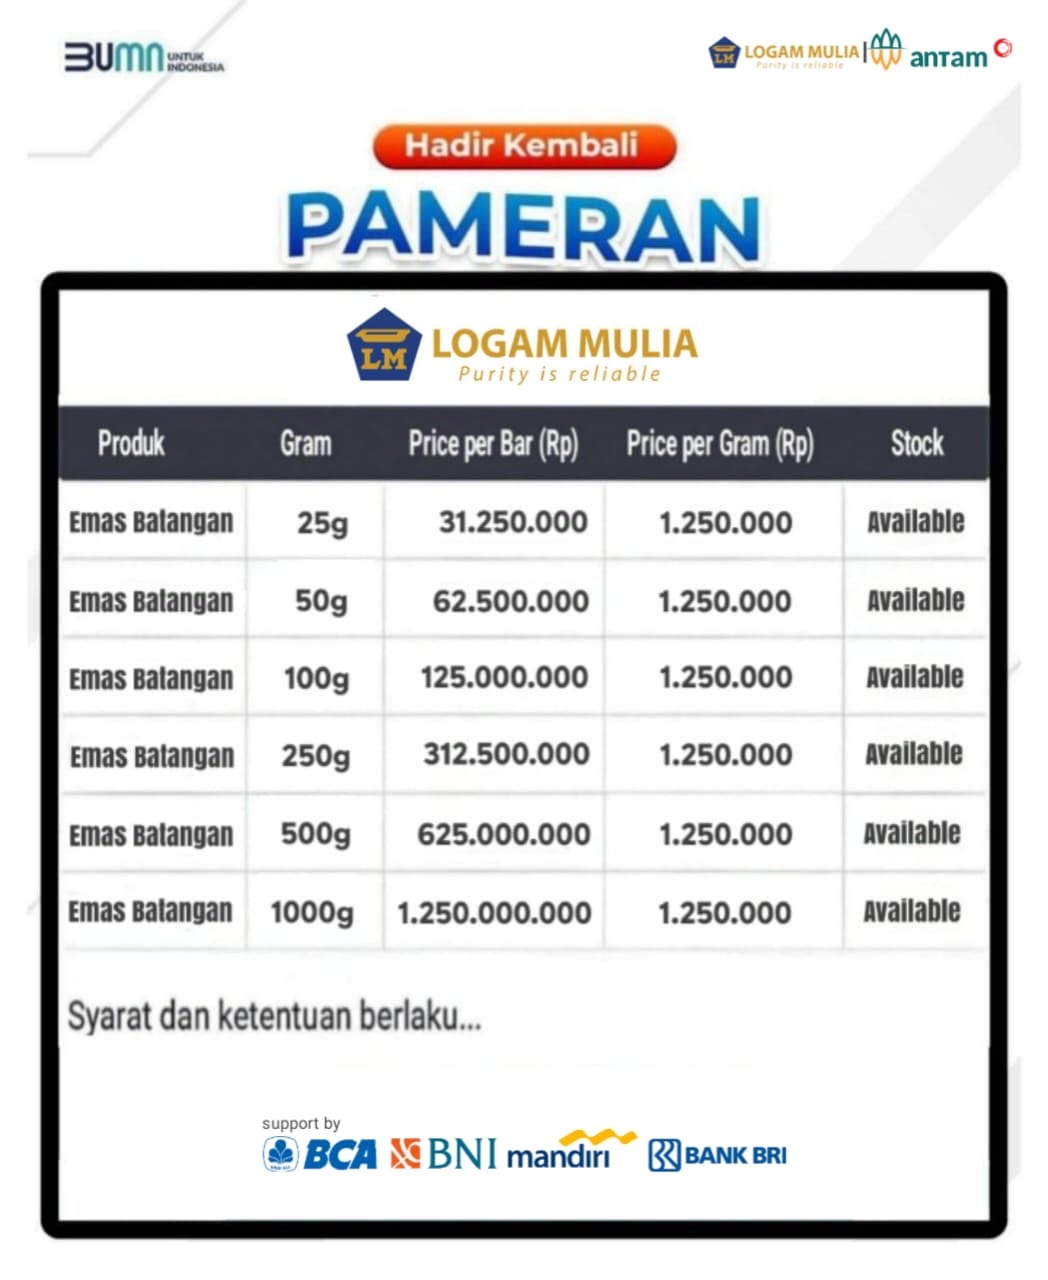 BUMN UNTUK INDONESIA
LM LOGAM MULIA | antam
Purity is reliable
Hadir Kembali
PAMERAN
LM LOGAM MULIA
Purity is reliable
Produk Gram Price per Bar (Rp) Price per Gram (Rp) Stock
Emas Batangan 25g 31.250.000 1.250.000 Available
Emas Batangan 50g 62.500.000 1.250.000 Available
Emas Batangan 100g 125.000.000 1.250.000 Available
Emas Batangan 250g 312.500.000 1.250.000 Available
Emas Batangan 500g 625.000.000 1.250.000 Available
Emas Batangan 1000g 1.250.000.000 1.250.000 Available
Syarat dan ketentuan berlaku...
support by
BCA BNI mandiri BANK BRI